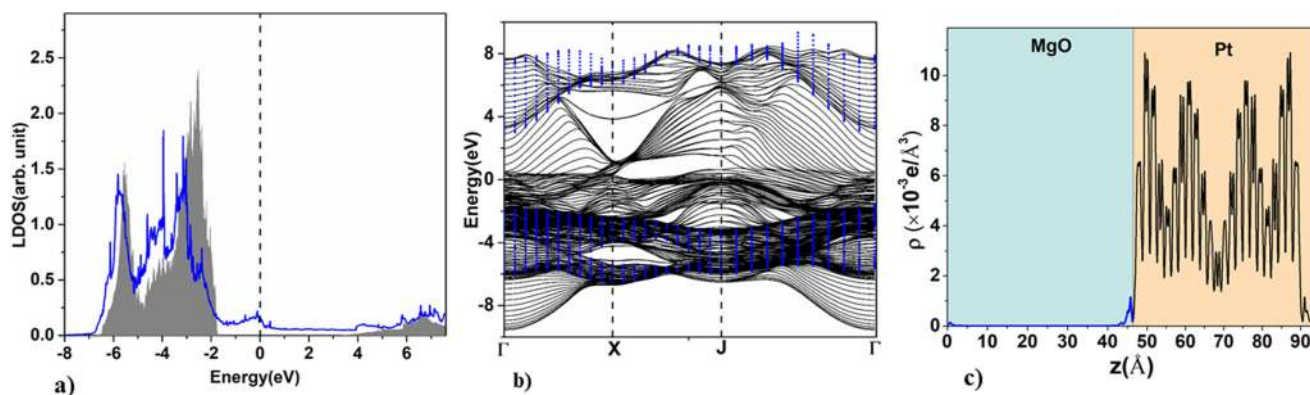 2.5
2.0
1.5
1.0
0.5
0.0
LDOS(arb. unit)
-8 -6 -4 -2 0 2 4 6
Energy(eV)
a)
8
4
0
-4
-8
Energy(eV)
Γ X J Γ
b)
MgO Pt
10
8
6
4
2
0
ρ (×10⁻³ e/Å³)
0 10 20 30 40 50 60 70 80 90
z(Å)
c)